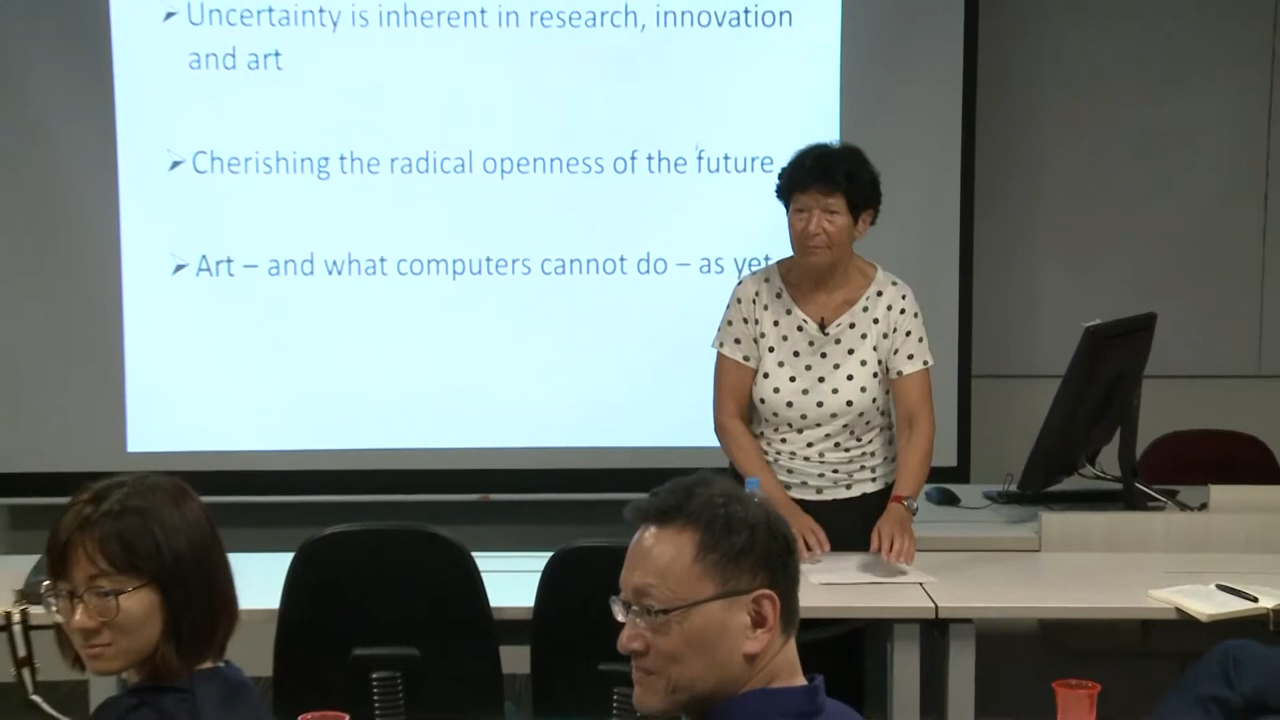 ➢Uncertainty is inherent in research, innovation
and art
➢Cherishing the radical openness of the future
➢Art – and what computers cannot do – as yet